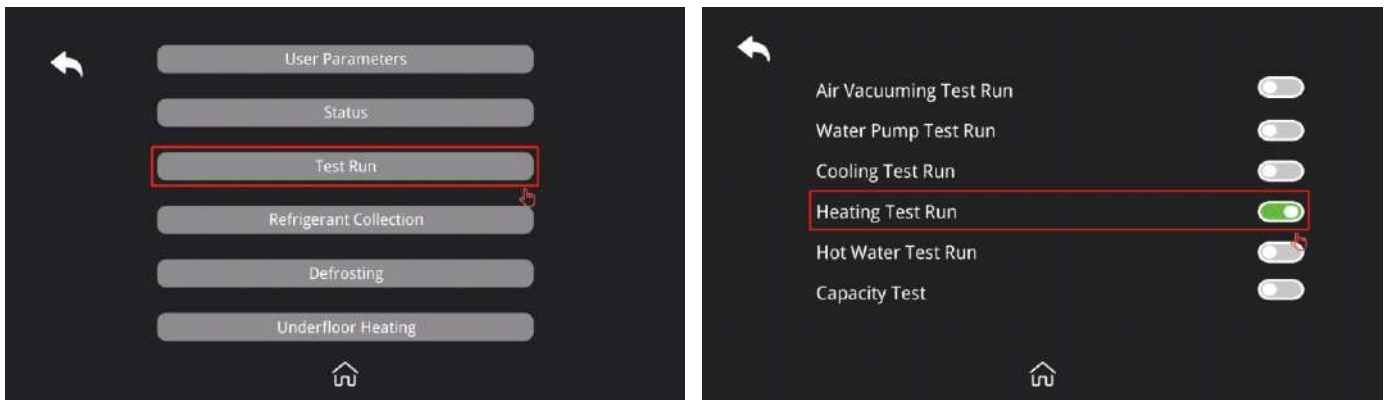 User Parameters
Status
Test Run
Refrigerant Collection
Defrosting
Underfloor Heating
Air Vacuuming Test Run
Water Pump Test Run
Cooling Test Run
Heating Test Run
Hot Water Test Run
Capacity Test